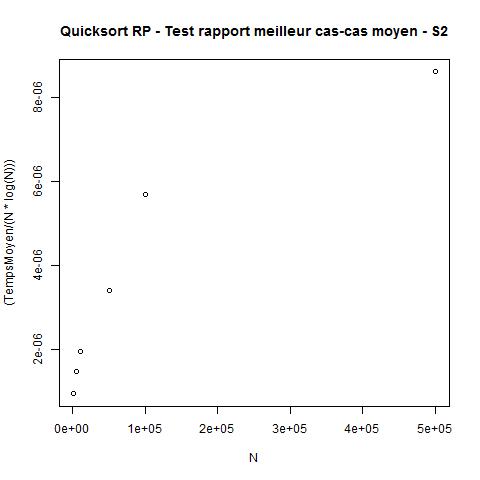 Quicksort RP - Test rapport meilleur cas-cas moyen - S2
(TempsMoyen/(N * log(N)))
8e-06
6e-06
4e-06
2e-06
0e+00 1e+05 2e+05 3e+05 4e+05 5e+05
N